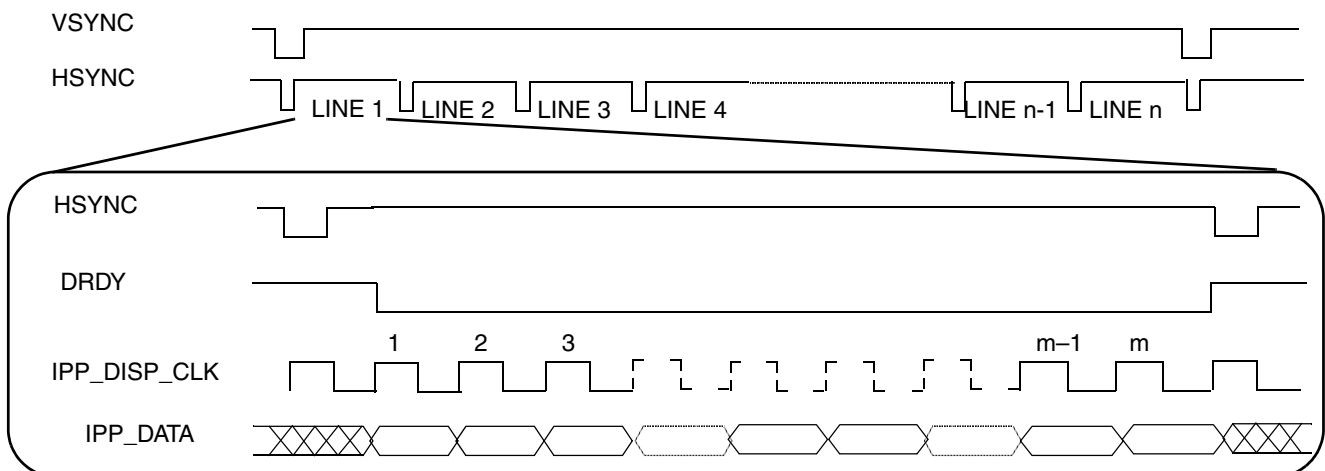 VSYNC
HSYNC
LINE 1 LINE 2 LINE 3 LINE 4 LINE n-1 LINE n
HSYNC
DRDY
1 2 3 m–1 m
IPP_DISP_CLK
IPP_DATA